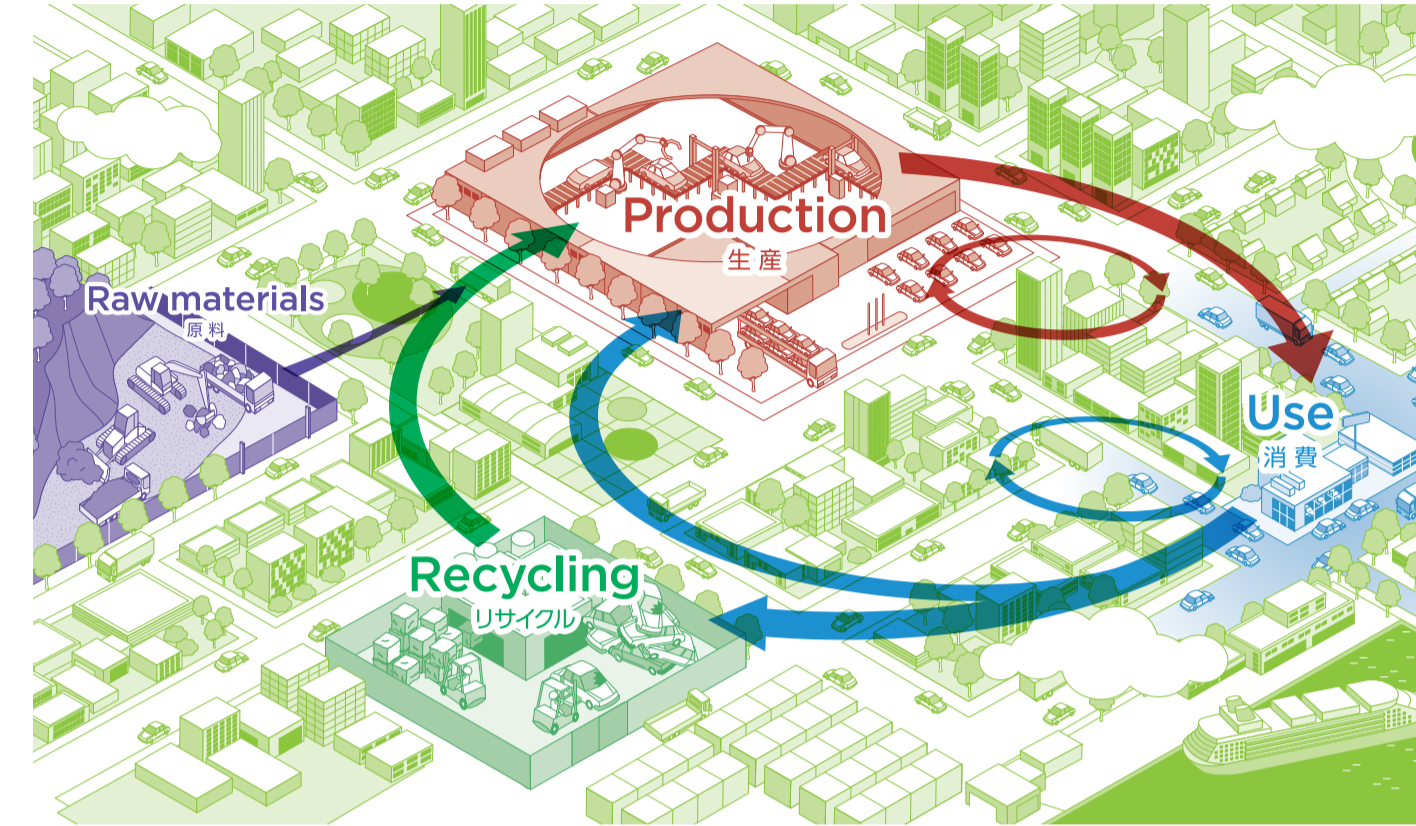 Production
生産
Raw materials
原料
Use
消費
Recycling
リサイクル